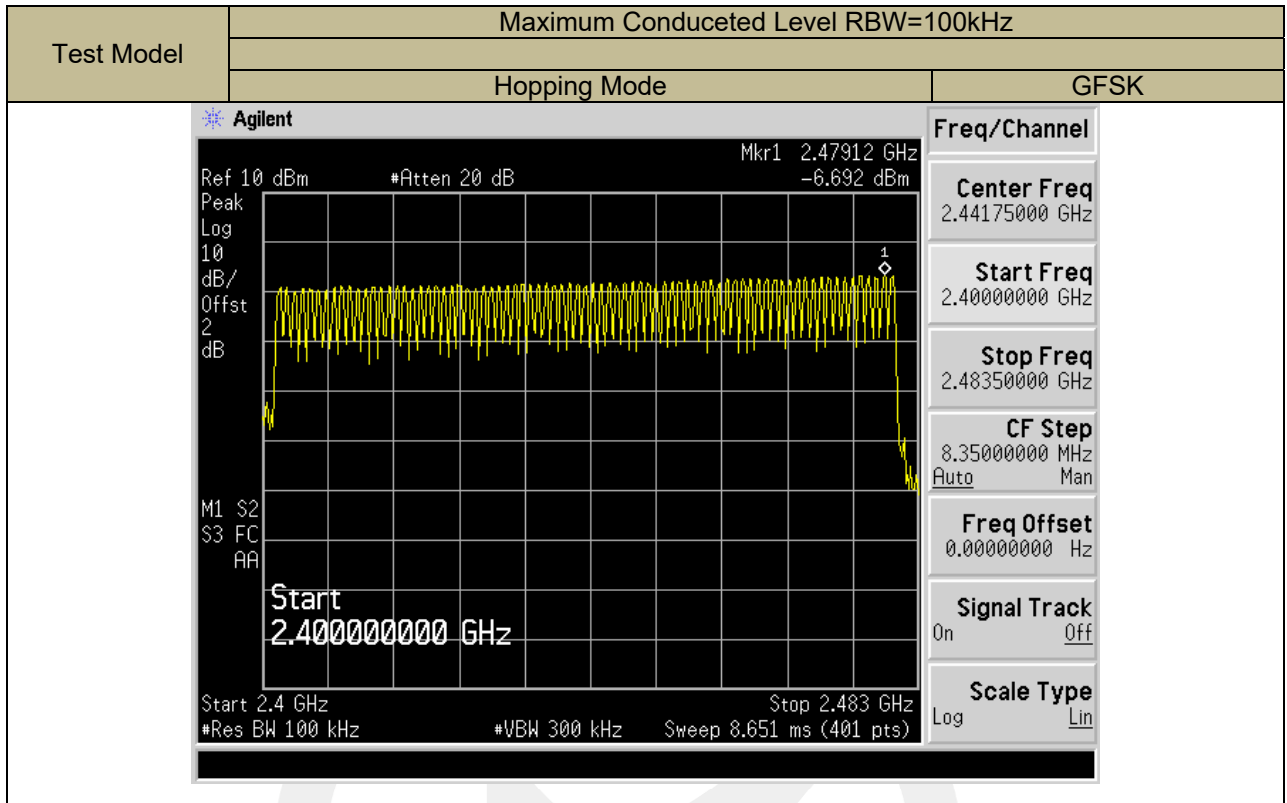 Test Model
Maximum Conduceted Level RBW=100kHz
Hopping Mode
GFSK
Agilent
Mkr1 2.47912 GHz
Ref 10 dBm #Atten 20 dB -6.692 dBm
Peak
Log
10
dB/
Offst
2
dB
1
M1 S2
S3 FC
AA
Start
2.400000000 GHz
Start 2.4 GHz Stop 2.483 GHz
#Res BW 100 kHz #VBW 300 kHz Sweep 8.651 ms (401 pts)
Freq/Channel
Center Freq
2.44175000 GHz
Start Freq
2.40000000 GHz
Stop Freq
2.48350000 GHz
CF Step
8.35000000 MHz
Auto Man
Freq Offset
0.00000000 Hz
Signal Track
On Off
Scale Type
Log Lin